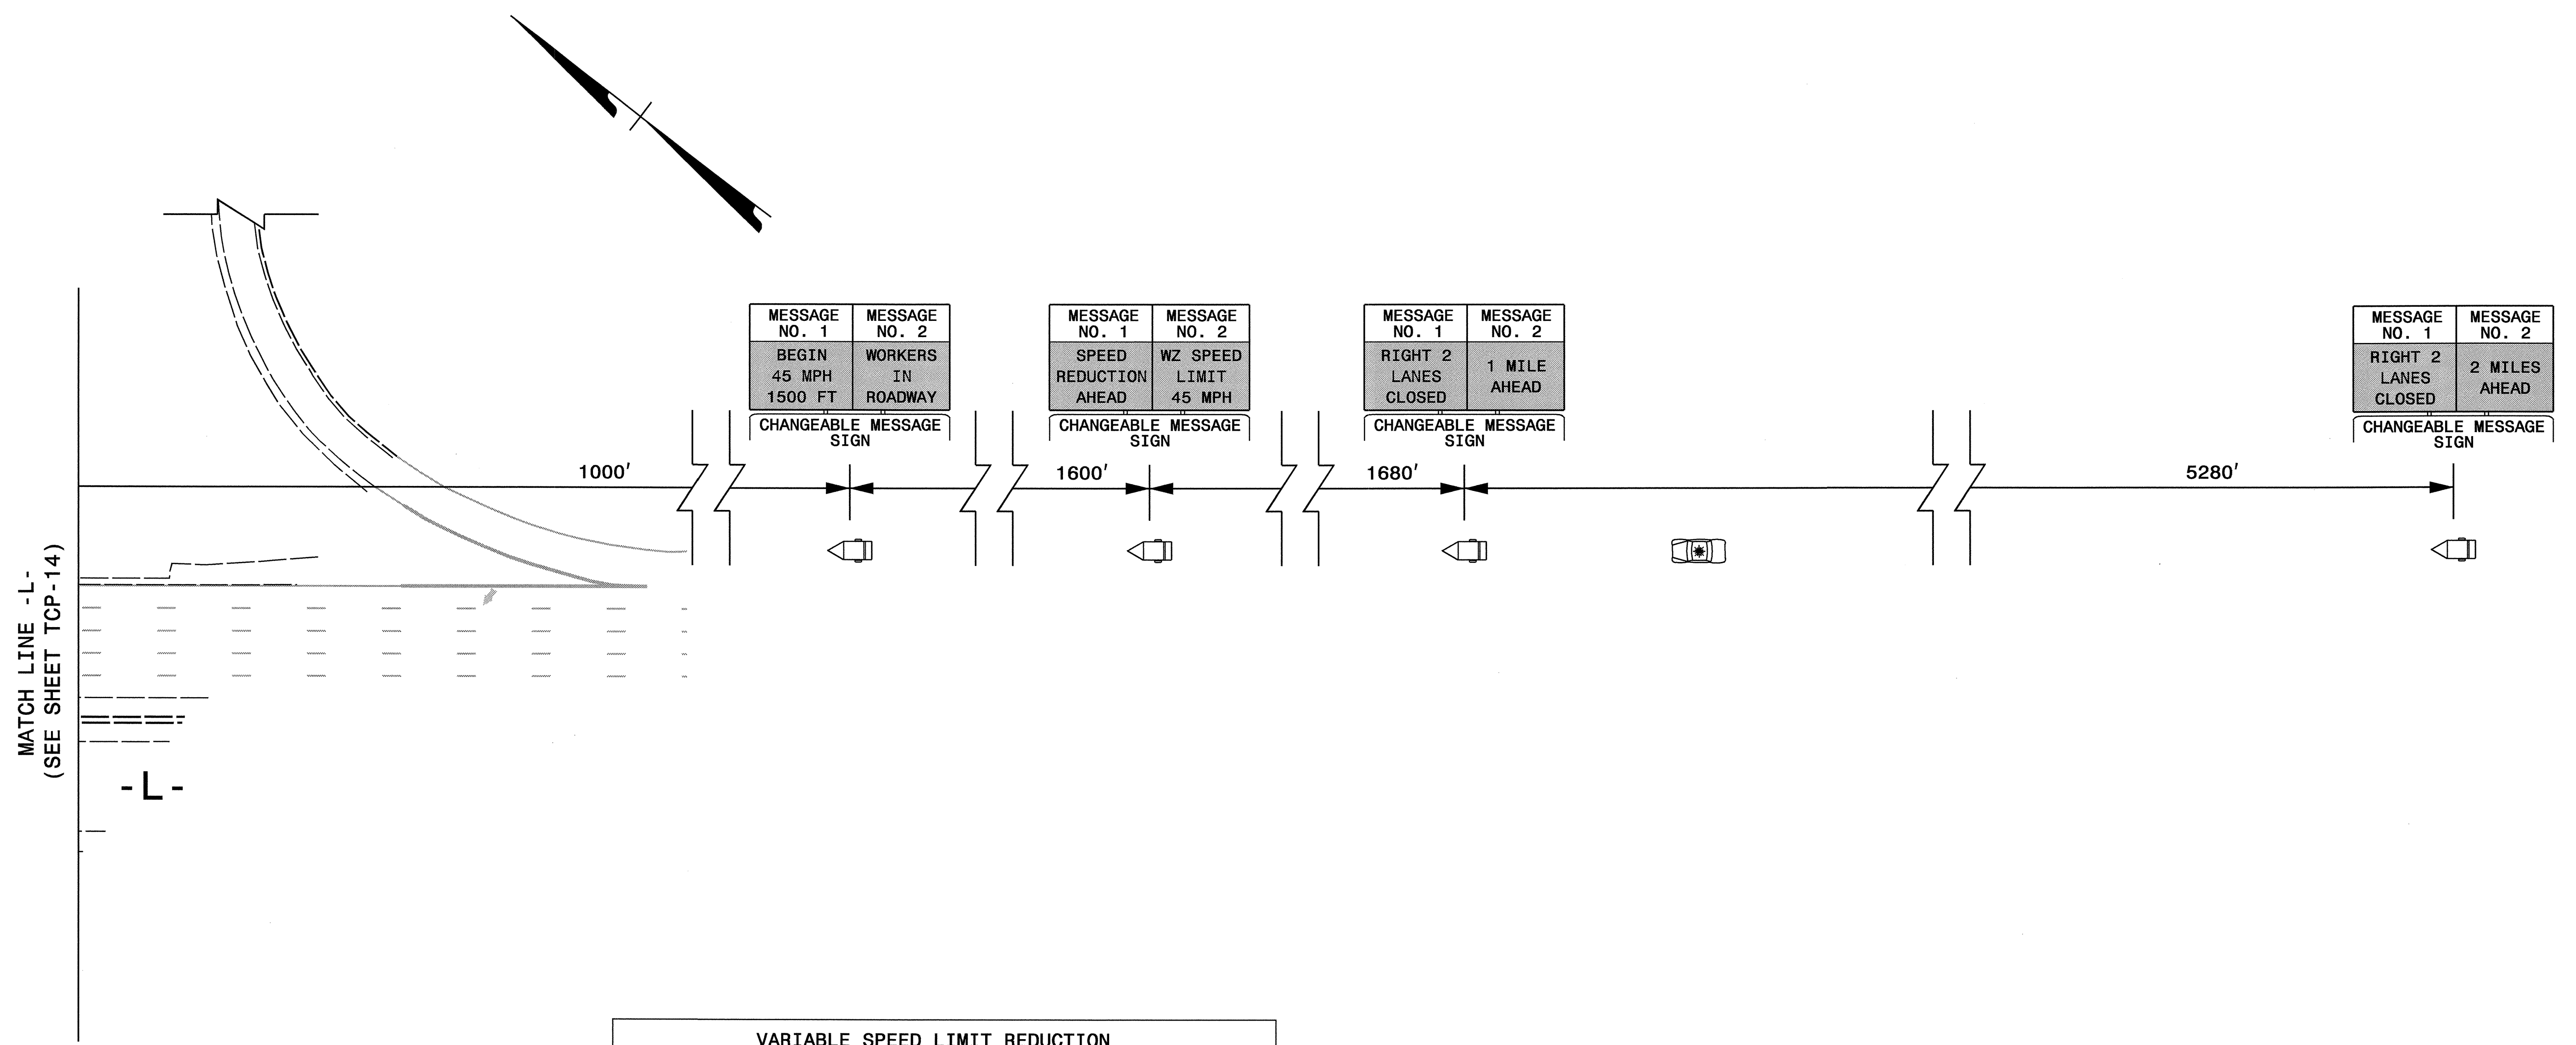 MESSAGE NO. 1
MESSAGE NO. 2
BEGIN
45 MPH
1500 FT
WORKERS
IN
ROADWAY
CHANGEABLE MESSAGE
SIGN
MESSAGE NO. 1
MESSAGE NO. 2
SPEED
REDUCTION
AHEAD
WZ SPEED
LIMIT
45 MPH
CHANGEABLE MESSAGE
SIGN
MESSAGE NO. 1
MESSAGE NO. 2
RIGHT 2
LANES
CLOSED
1 MILE
AHEAD
CHANGEABLE MESSAGE
SIGN
MESSAGE NO. 1
MESSAGE NO. 2
RIGHT 2
LANES
CLOSED
2 MILES
AHEAD
CHANGEABLE MESSAGE
SIGN
1000'
1600'
1680'
5280'
MATCH LINE -L-
(SEE SHEET TCP-14)
-L-
VARIABLE SPEED LIMIT REDUCTION